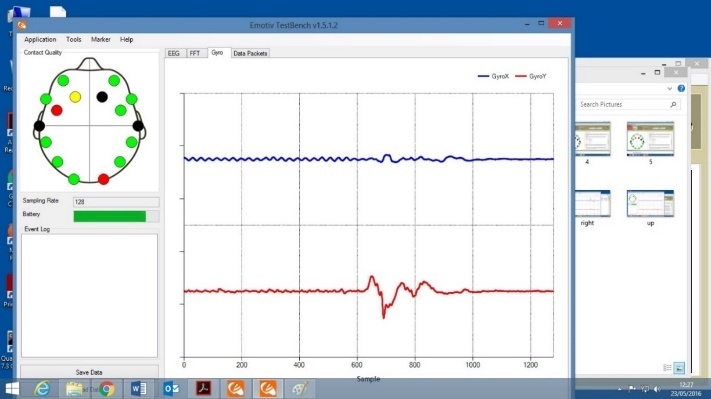 Emotiv TestBench v1.5.1.2
Application Tools Marker Help
Contact Quality
EEG FFT Gyro Data Packets
GyroX GyroY
Search Pictures
4 5
right up
Sampling Rate 128
Battery
Event Log
0 200 400 600 800 1000 1200
Sample
Save Data
12:27
23/05/2016